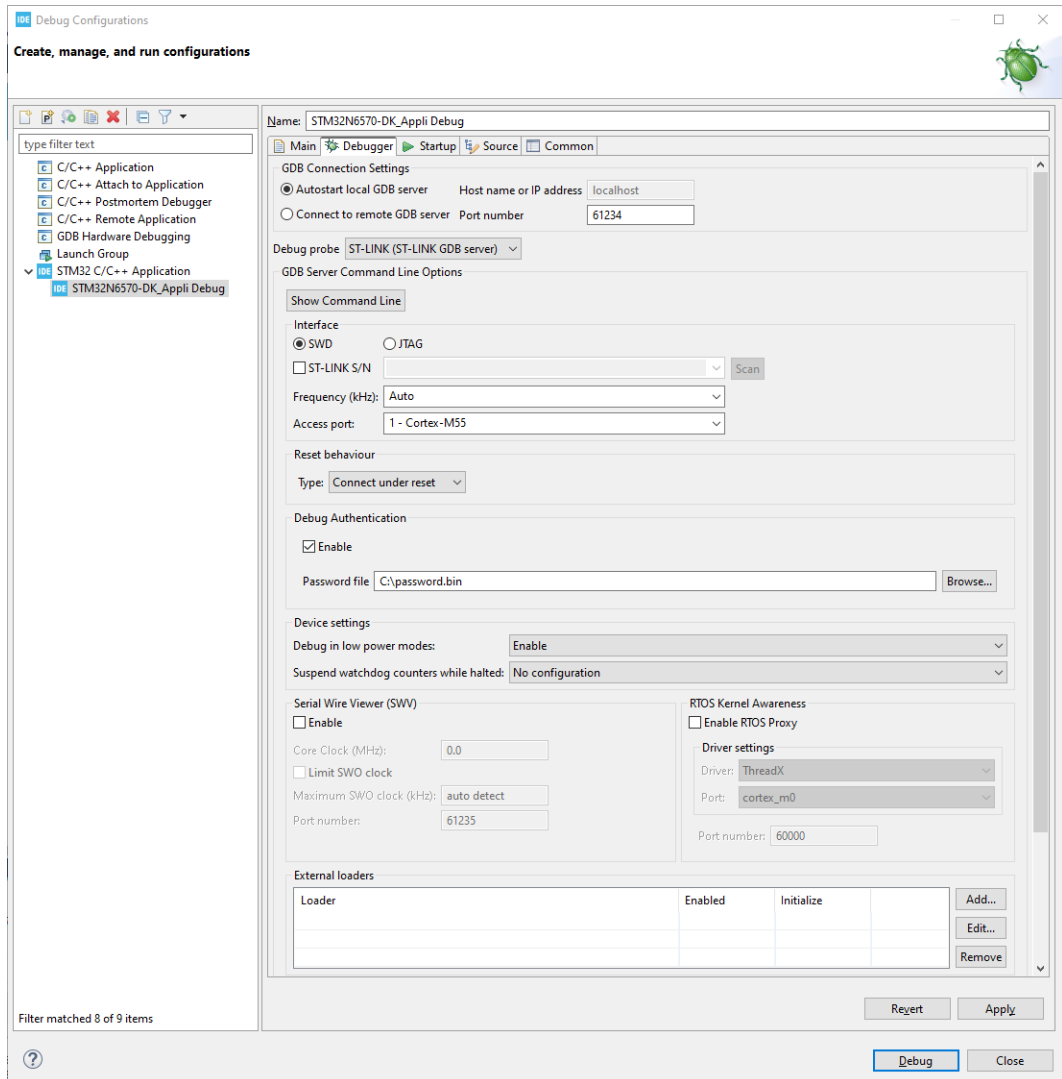 IDE Debug Configurations
Create, manage, and run configurations
type filter text
C/C++ Application
C/C++ Attach to Application
C/C++ Postmortem Debugger
C/C++ Remote Application
GDB Hardware Debugging
Launch Group
IDE STM32 C/C++ Application
IDE STM32N6570-DK_Appli Debug
Filter matched 8 of 9 items
Name: STM32N6570-DK_Appli Debug
Main Debugger Startup Source Common
GDB Connection Settings
Autostart local GDB server Host name or IP address localhost
Connect to remote GDB server Port number 61234
Debug probe ST-LINK (ST-LINK GDB server)
GDB Server Command Line Options
Show Command Line
Interface
SWD JTAG
ST-LINK S/N Scan
Frequency (kHz): Auto
Access port: 1 - Cortex-M55
Reset behaviour
Type: Connect under reset
Debug Authentication
Enable
Password file C:\password.bin Browse...
Device settings
Debug in low power modes: Enable
Suspend watchdog counters while halted: No configuration
Serial Wire Viewer (SWV)
Enable
Core Clock (MHz): 0.0
Limit SWO clock
Maximum SWO clock (kHz): auto detect
Port number: 61235
RTOS Kernel Awareness
Enable RTOS Proxy
Driver settings
Driver: ThreadX
Port: cortex_m0
Port number: 60000
External loaders
Loader Enabled Initialize
Add...
Edit...
Remove
Revert Apply
? Debug Close